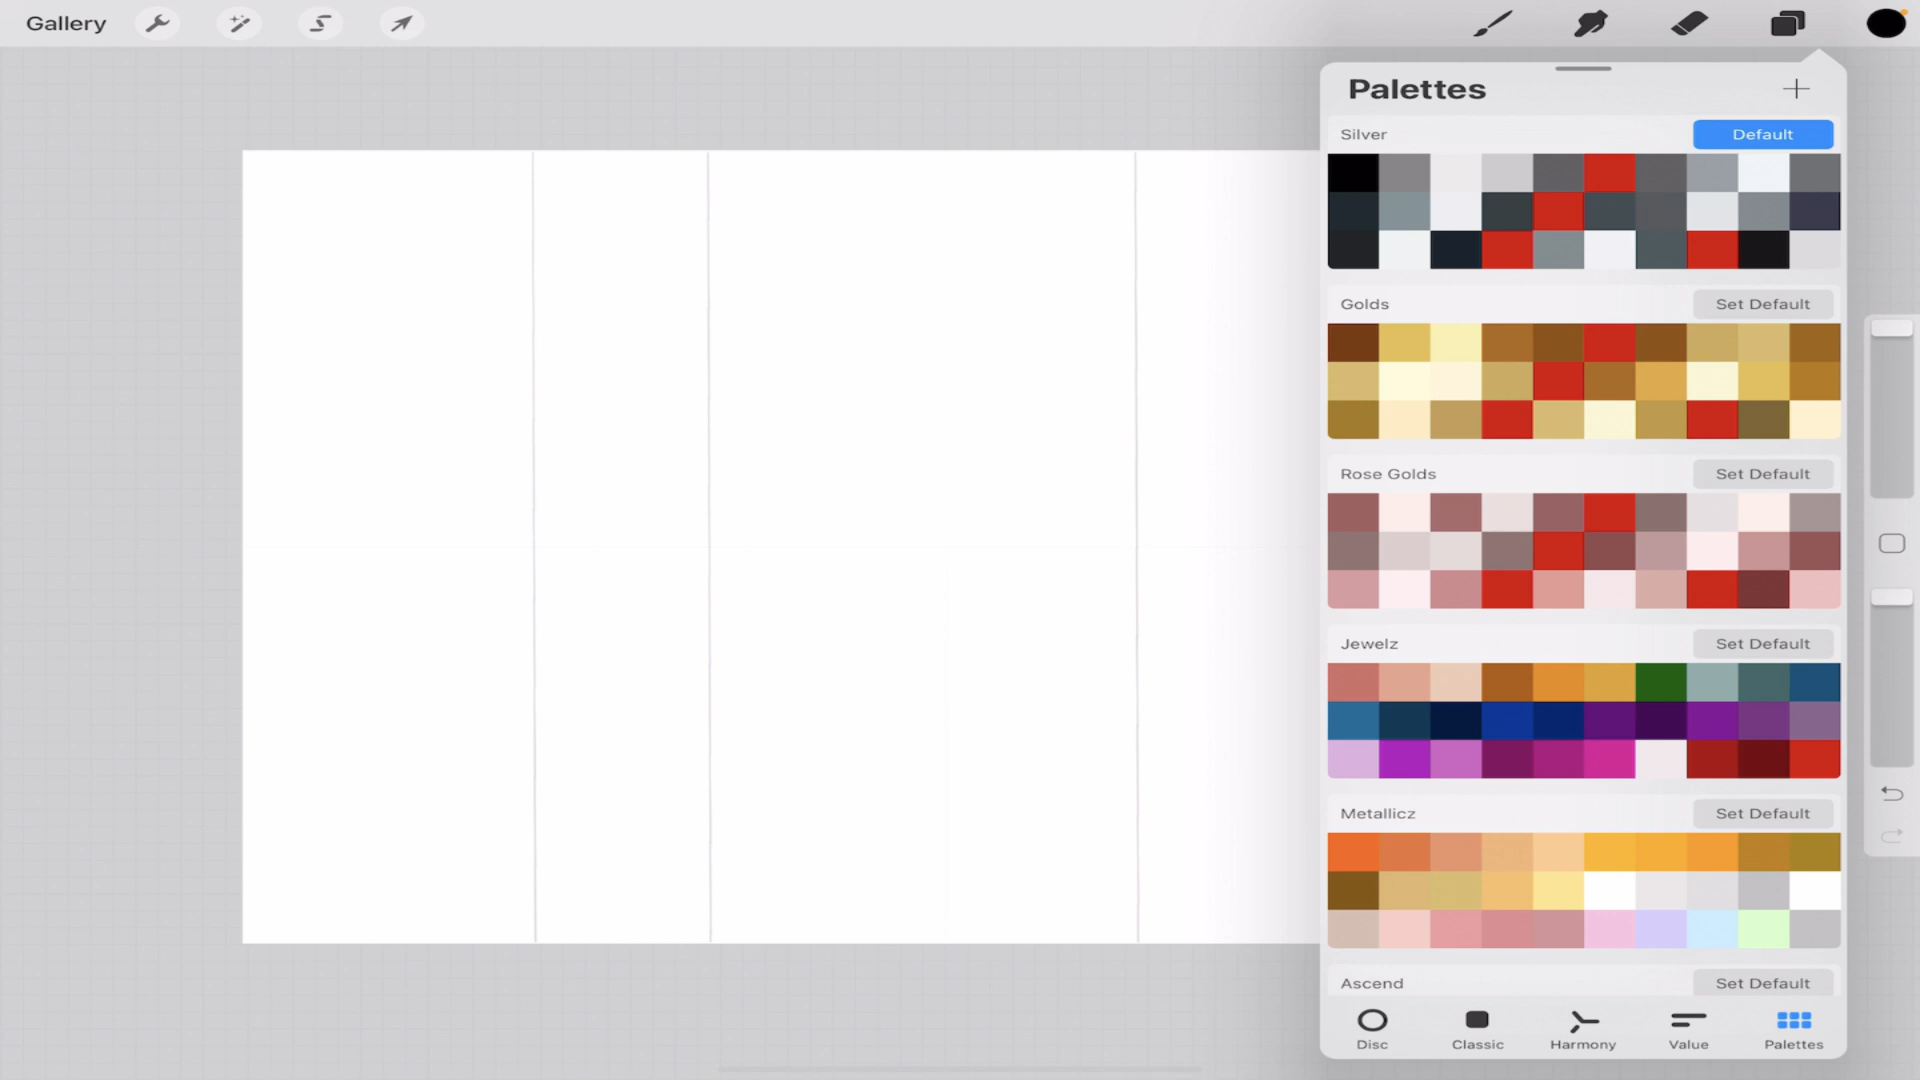 Gallery
Palettes
Silver
Default
Golds
Set Default
Rose Golds
Set Default
Jewelz
Set Default
Metallicz
Set Default
Ascend
Set Default
Disc
Classic
Harmony
Value
Palettes